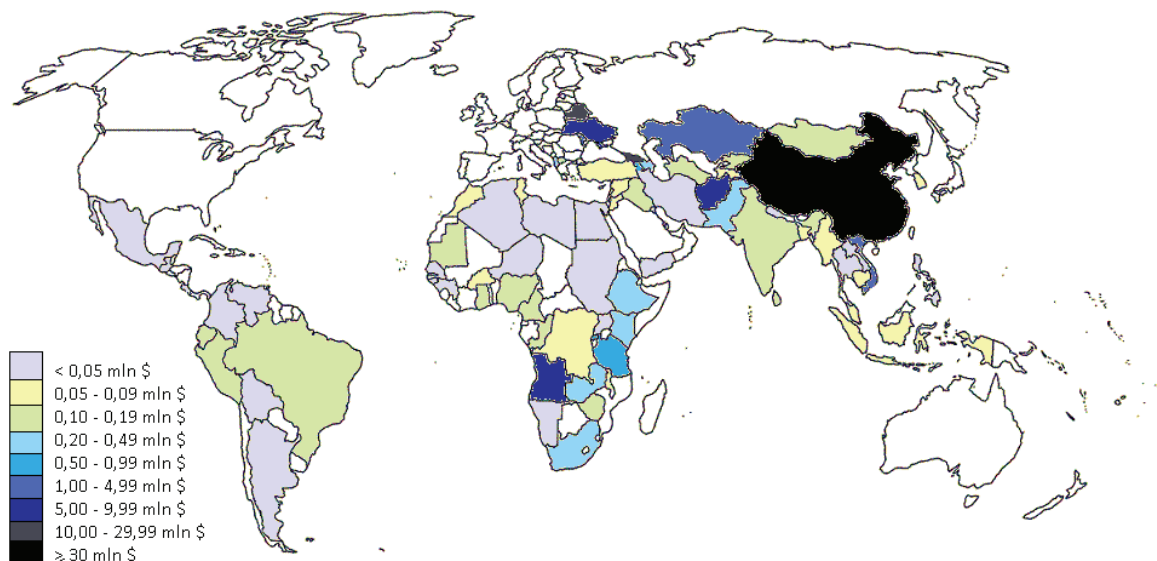 < 0,05 mln $
0,05 - 0,09 mln $
0,10 - 0,19 mln $
0,20 - 0,49 mln $
0,50 - 0,99 mln $
1,00 - 4,99 mln $
5,00 - 9,99 mln $
10,00 - 29,99 mln $
≥ 30 mln $